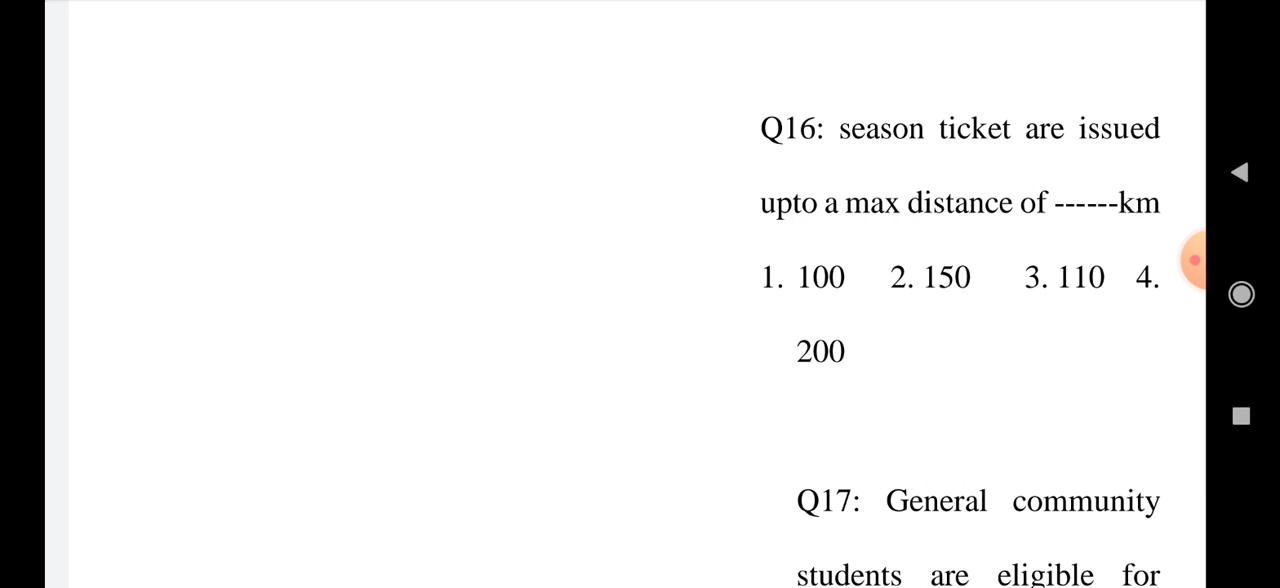 Q16: season ticket are issued
upto a max distance of ------km
1. 100 2. 150 3. 110 4.
200
Q17: General community
students are eligible for